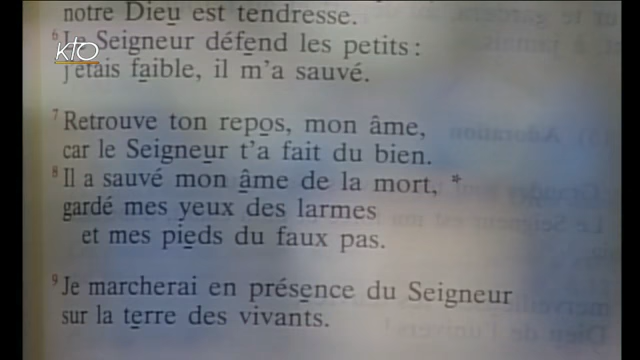 notre Dieu est tendresse.
6 Le Seigneur défend les petits :
j'étais faible, il m'a sauvé.
7 Retrouve ton repos, mon âme,
car le Seigneur t'a fait du bien.
8 Il a sauvé mon âme de la mort, *
gardé mes yeux des larmes
et mes pieds du faux pas.
9 Je marcherai en présence du Seigneur
sur la terre des vivants.
KTO